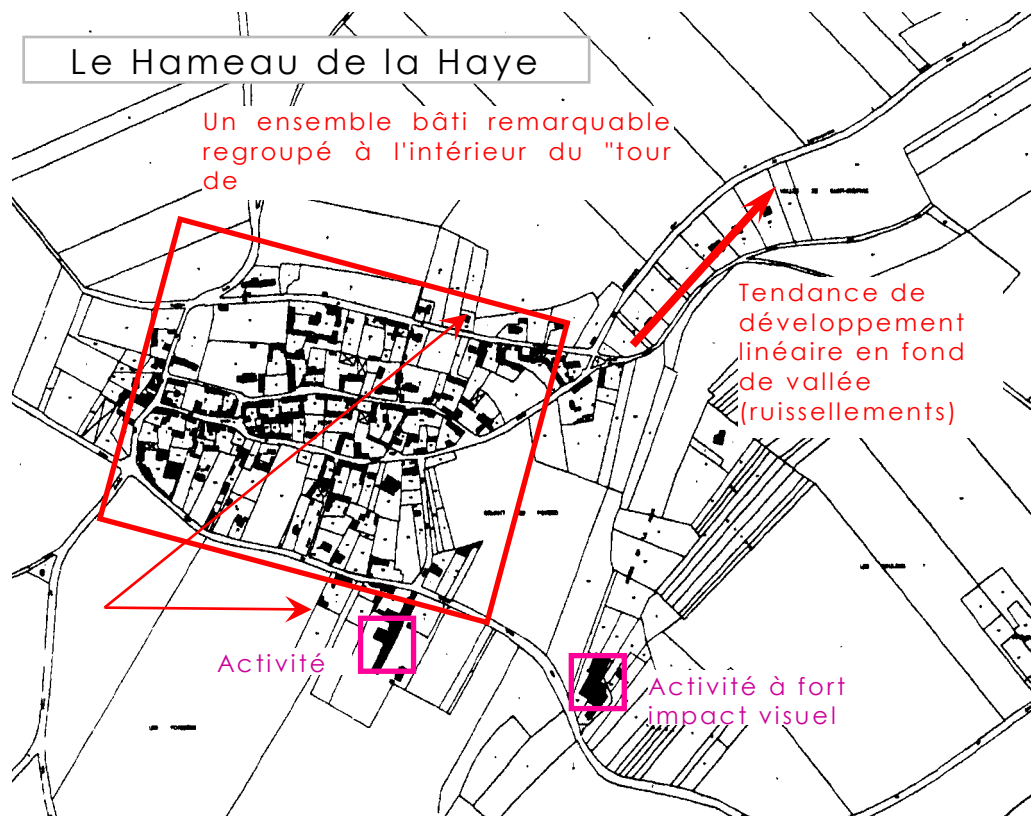 Le Hameau de la Haye
Un ensemble bâti remarquable
regroupé à l'intérieur du "tour
de
Tendance de
développement
linéaire en fond
de vallée
(ruissellements)
Activité
Activité à fort
impact visuel